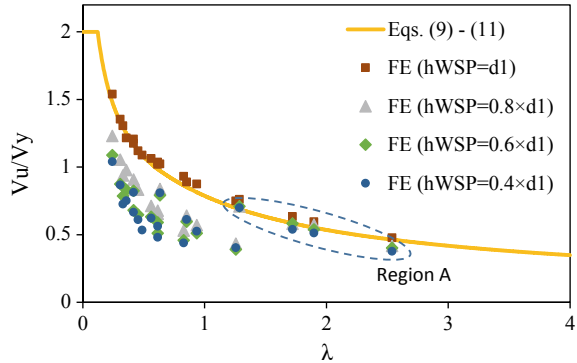 2
1.5
1
0.5
0
0
1
2
3
4
Vu/Vy
λ
Eqs. (9) - (11)
FE (hWSP=d1)
FE (hWSP=0.8×d1)
FE (hWSP=0.6×d1)
FE (hWSP=0.4×d1)
Region A